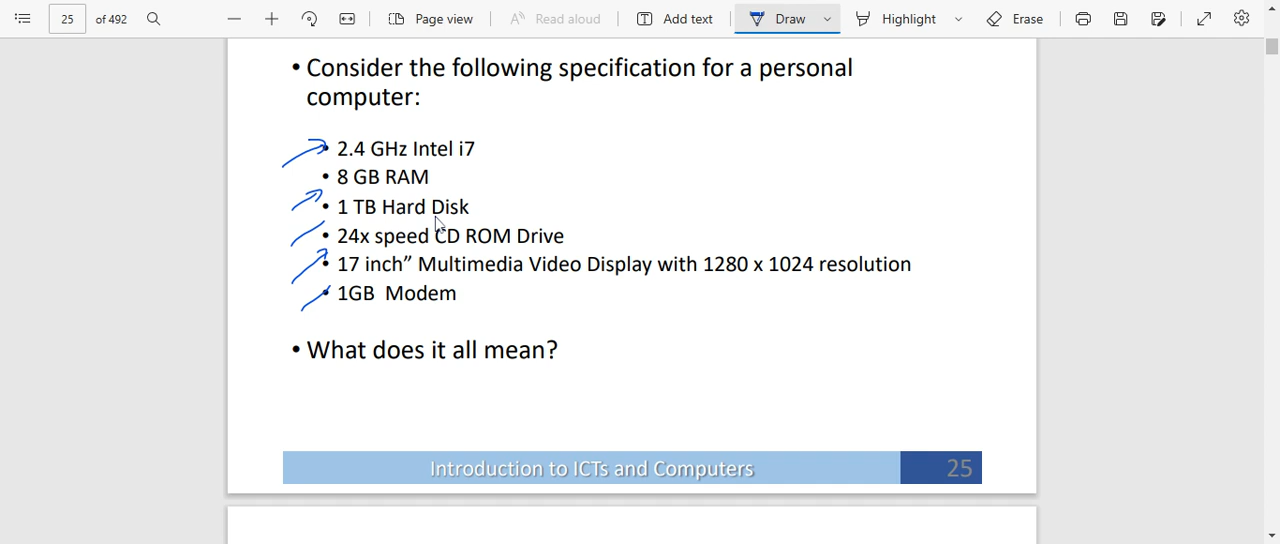 25 of 492 Page view Read aloud Add text Draw Highlight Erase
• Consider the following specification for a personal
computer:
• 2.4 GHz Intel i7
• 8 GB RAM
• 1 TB Hard Disk
• 24x speed CD ROM Drive
• 17 inch” Multimedia Video Display with 1280 x 1024 resolution
• 1GB  Modem
• What does it all mean?
Introduction to ICTs and Computers 25